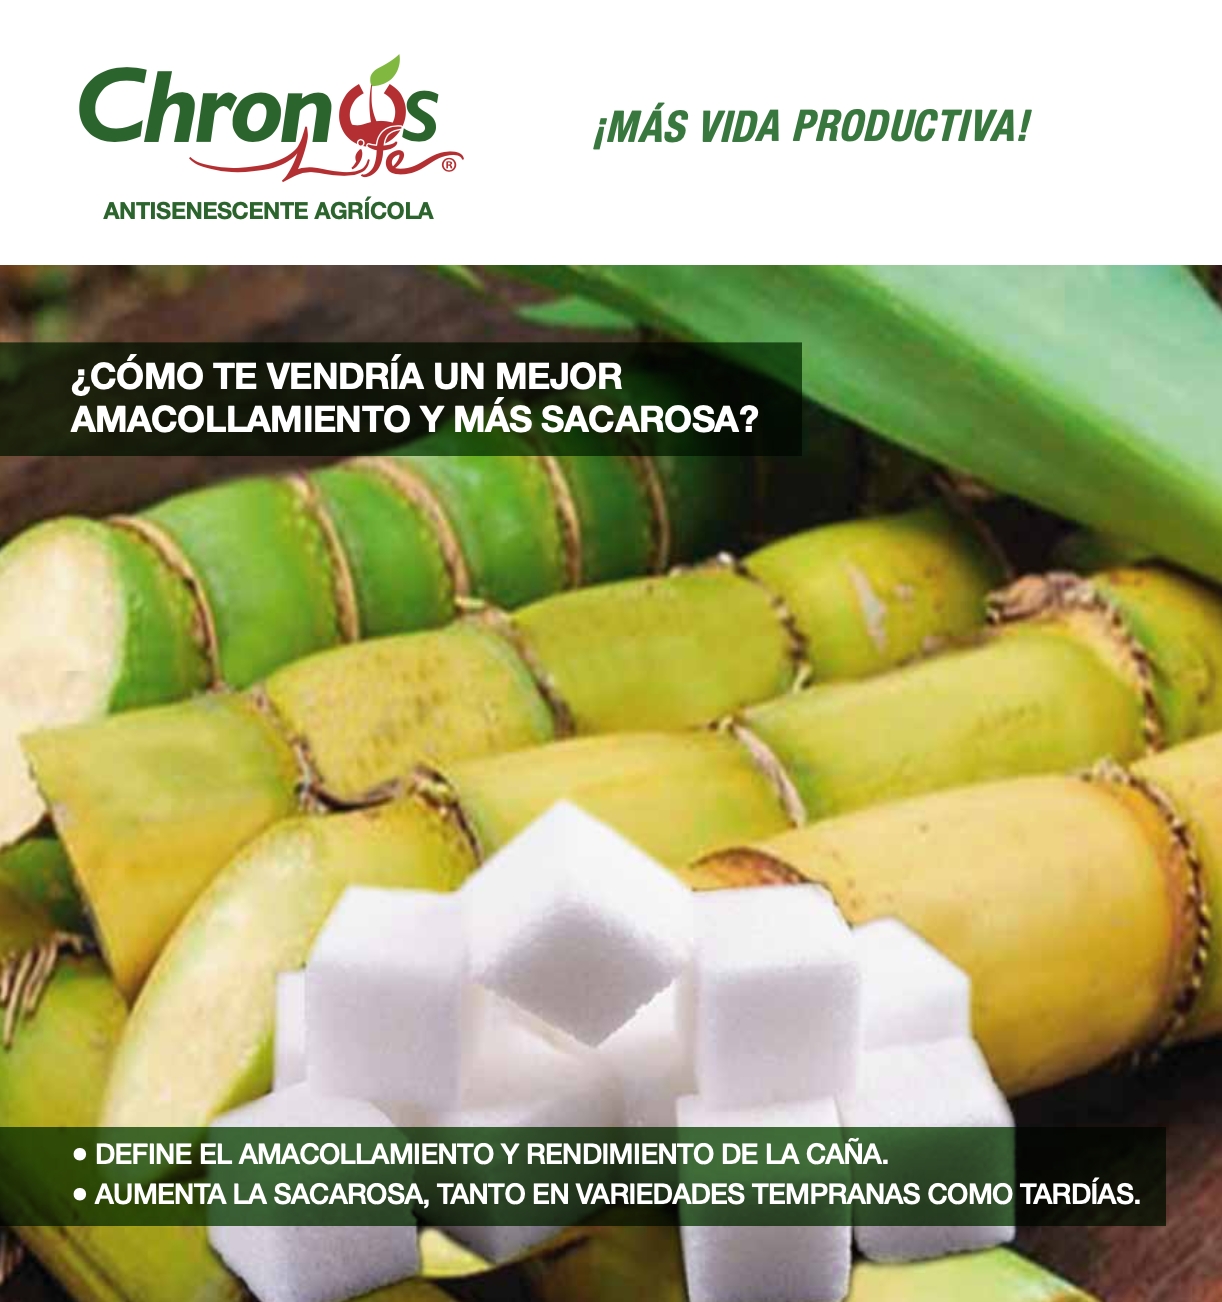 Chronos
Life®
ANTISENESCENTE AGRÍCOLA
¡MÁS VIDA PRODUCTIVA!
¿CÓMO TE VENDRÍA UN MEJOR
AMACOLLAMIENTO Y MÁS SACAROSA?
• DEFINE EL AMACOLLAMIENTO Y RENDIMIENTO DE LA CAÑA.
• AUMENTA LA SACAROSA, TANTO EN VARIEDADES TEMPRANAS COMO TARDÍAS.